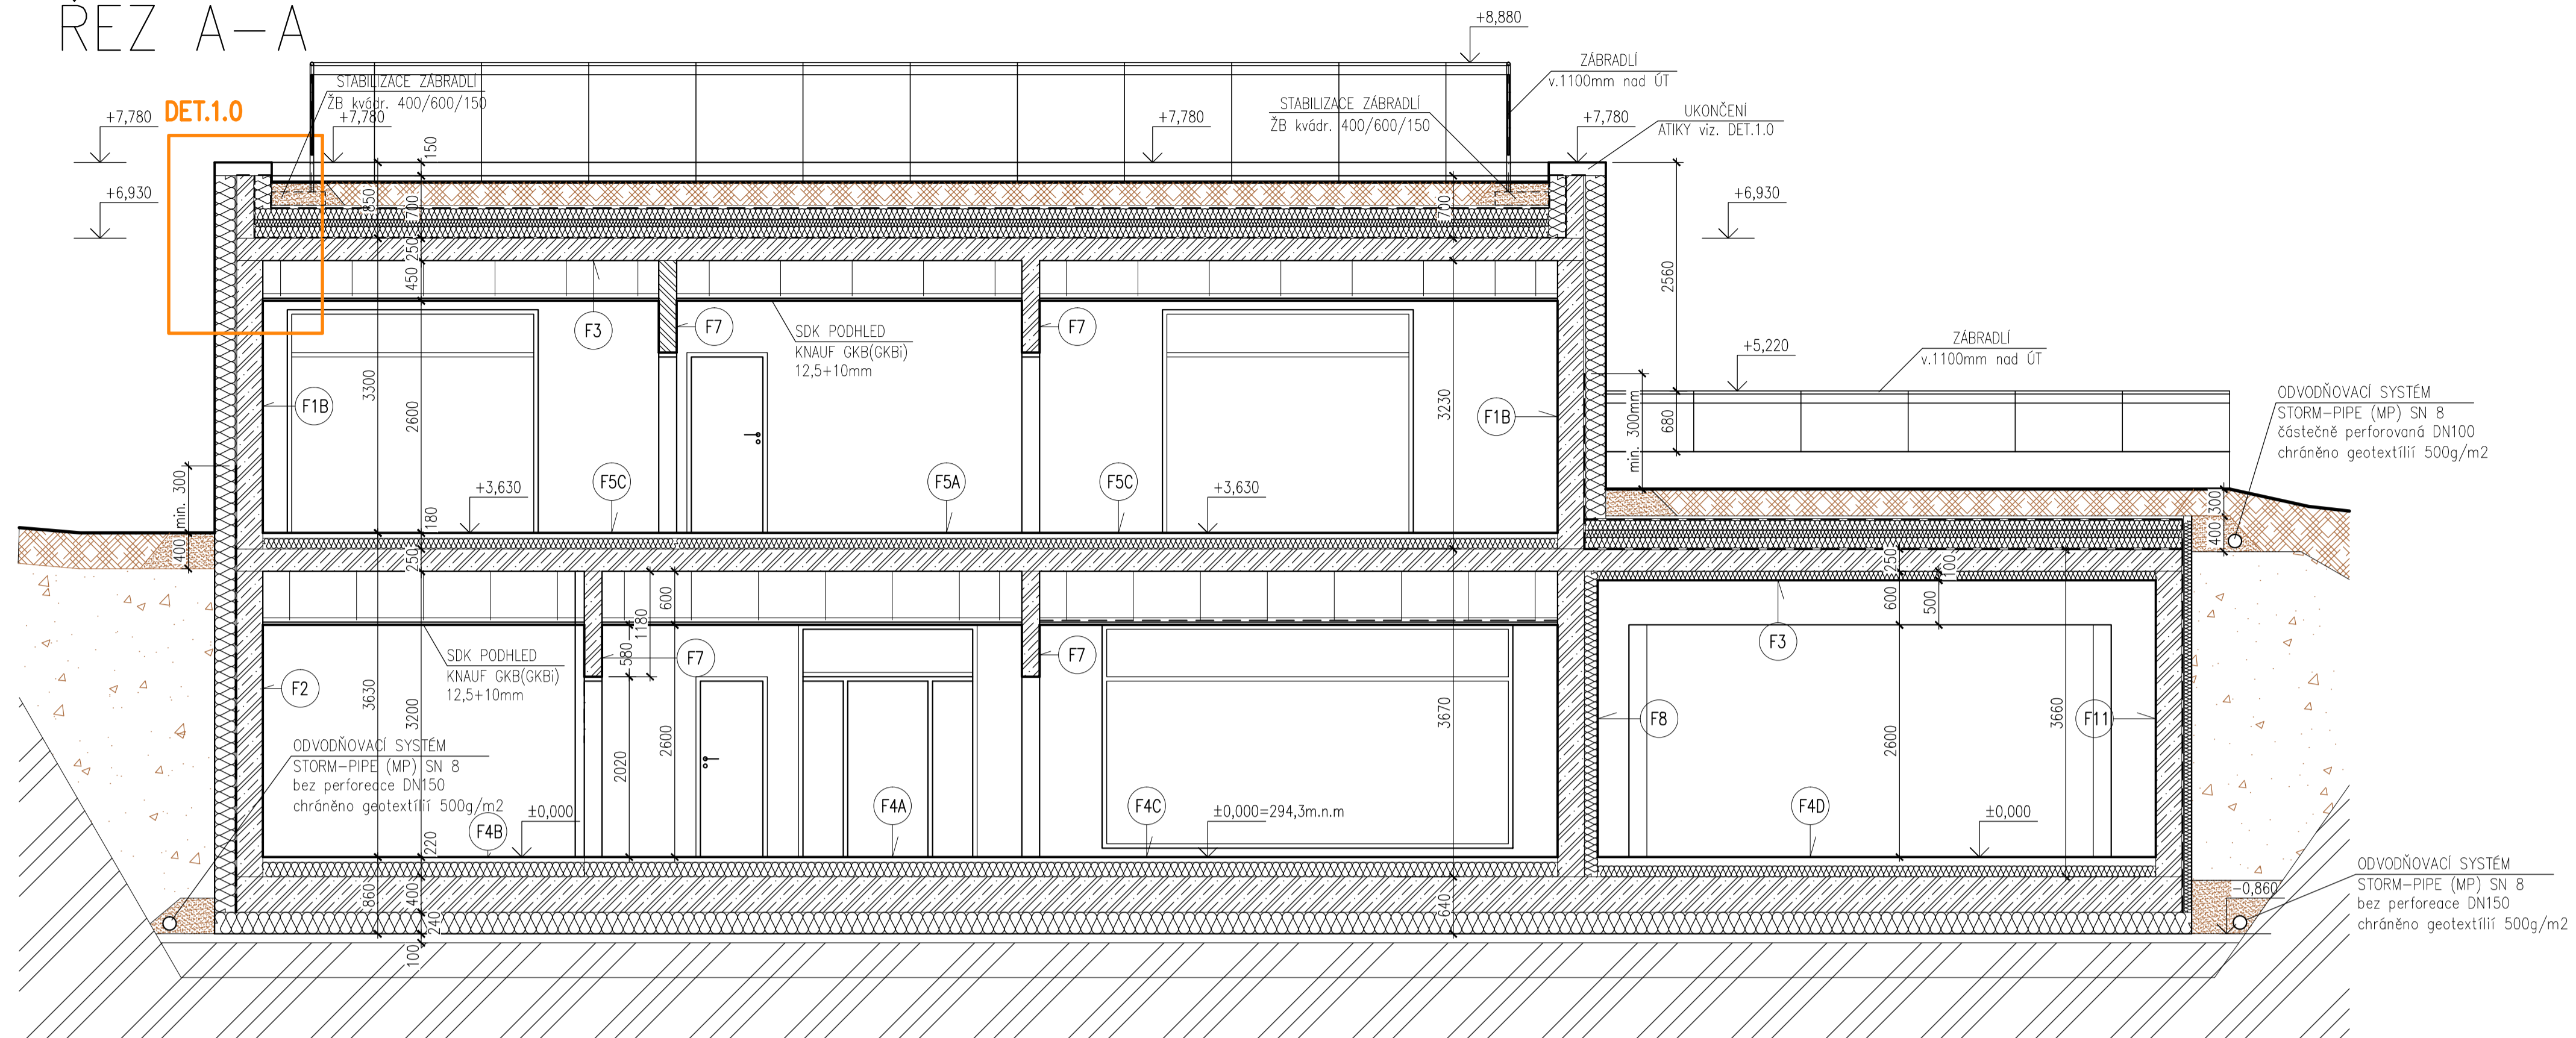 ŘEZ A-A
+8,880
ZÁBRADLÍ
v.1100mm nad ÚT
STABILIZACE ZÁBRADLÍ
ŽB kvádr. 400/600/150
DET.1.0
+7,780
+7,780
+7,780
STABILIZACE ZÁBRADLÍ
ŽB kvádr. 400/600/150
+7,780
UKONČENÍ
ATIKY viz. DET.1.0
150
+6,930
850
700
700
+6,930
250
450
2560
F3
F7
SDK PODHLED
KNAUF GKB(GKBi)
12,5+10mm
F7
+5,220
ZÁBRADLÍ
v.1100mm nad ÚT
3300
2600
F1B
3230
F1B
min. 300mm
680
ODVODŇOVACÍ SYSTÉM
STORM-PIPE (MP) SN 8
částečně perforovaná DN100
chráněno geotextílií 500g/m2
min. 300
F5C
F5A
F5C
+3,630
+3,630
180
300
400
400
250
250
100
600
1180
600
500
580
SDK PODHLED
KNAUF GKB(GKBi)
12,5+10mm
F7
F7
F3
F2
3630
3200
2020
2600
3670
F8
2600
3660
F11
ODVODŇOVACÍ SYSTÉM
STORM-PIPE (MP) SN 8
bez perforeace DN150
chráněno geotextílií 500g/m2
F4B
±0,000
F4A
F4C
±0,000=294,3m.n.m
F4D
±0,000
220
860
400
240
100
640
-0,860
ODVODŇOVACÍ SYSTÉM
STORM-PIPE (MP) SN 8
bez perforeace DN150
chráněno geotextílií 500g/m2